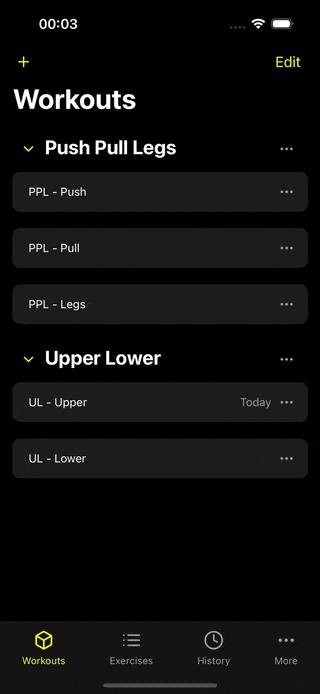 00:03
+ Edit
Workouts
Push Pull Legs
PPL - Push
PPL - Pull
PPL - Legs
Upper Lower
UL - Upper Today
UL - Lower
Workouts Exercises History More